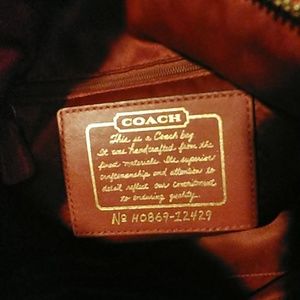 COACH
This is a Coach bag
It was handcrafted from the
finest materials. Its superior
craftsmanship and attention to
detail reflect our commitment
to enduring quality.
No H0869-12429